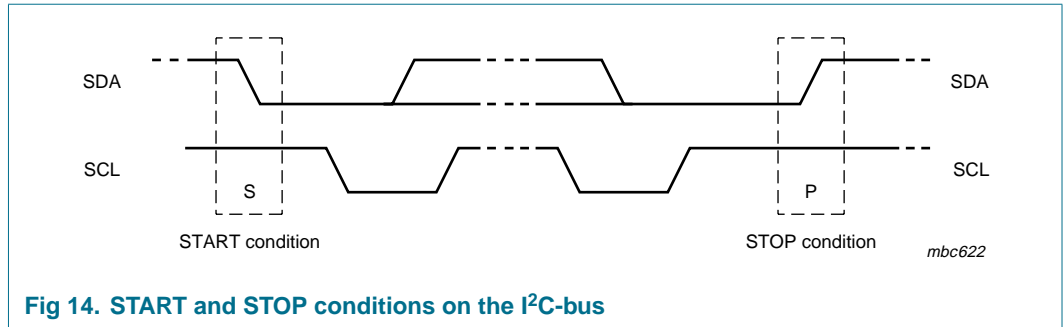 SDA
SDA
SCL
SCL
S
P
START condition
STOP condition
mbc622
Fig 14. START and STOP conditions on the I²C-bus